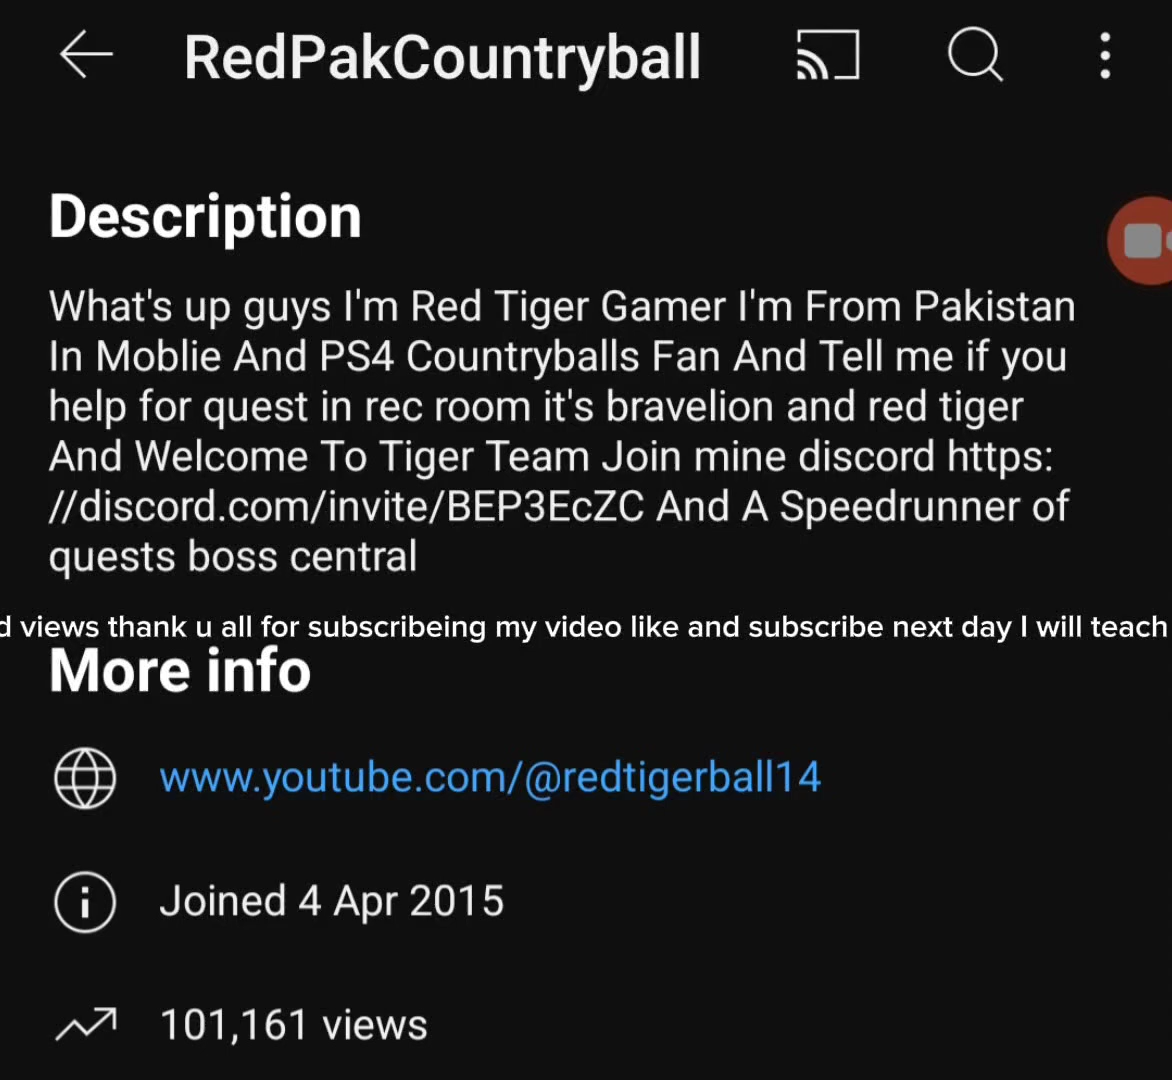 RedPakCountryball
Description
What's up guys I'm Red Tiger Gamer I'm From Pakistan
In Moblie And PS4 Countryballs Fan And Tell me if you
help for quest in rec room it's bravelion and red tiger
And Welcome To Tiger Team Join mine discord https:
//discord.com/invite/BEP3EcZC And A Speedrunner of
quests boss central
views thank u all for subscribeing my video like and subscribe next day I will teach
More info
www.youtube.com/@redtigerball14
Joined 4 Apr 2015
101,161 views